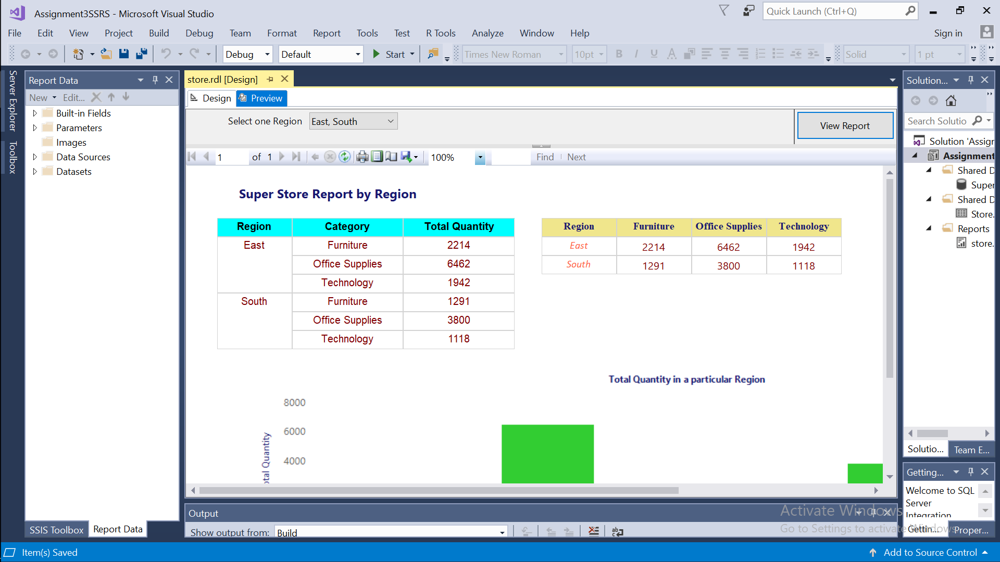 Assignment3SSRS - Microsoft Visual Studio
Quick Launch (Ctrl+Q)
File Edit View Project Build Debug Team Format Report Tools Test R Tools Analyze Window Help
Sign in
Debug Default Start Times New Roman 10pt B I U A Solid 1 pt
Server Explorer
Toolbox
Report Data
New Edit...
Built-in Fields
Parameters
Images
Data Sources
Datasets
SSIS Toolbox Report Data
store.rdl [Design]
Design Preview
Select one Region East, South
View Report
1 of 1 100% Find Next
Super Store Report by Region
Region Category Total Quantity
East Furniture 2214
Office Supplies 6462
Technology 1942
South Furniture 1291
Office Supplies 3800
Technology 1118
Region Furniture Office Supplies Technology
East 2214 6462 1942
South 1291 3800 1118
Total Quantity in a particular Region
8000
6000
4000
otal Quantity
Output
Show output from: Build
Solution...
Search Solutio
Solution 'Assigr
Assignment
Shared D
Super
Shared D
Store.
Reports
store.
Solutio... Team E...
Getting...
Welcome to SQL
Server
Integration
Gettin... Proper...
Activate Windows
Go to Settings to activate Windows.
Item(s) Saved
Add to Source Control